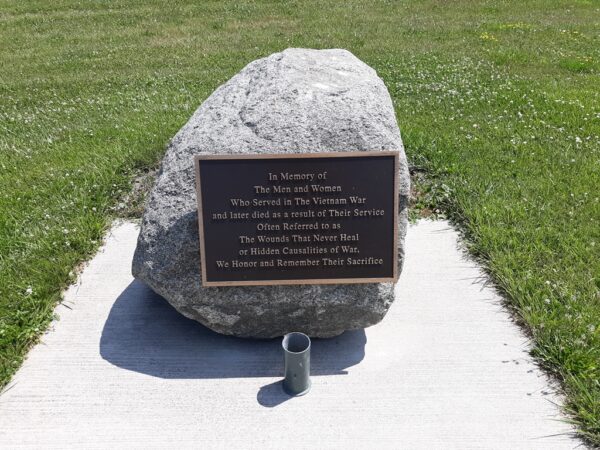 In Memory of
The Men and Women
Who Served in The Vietnam War
and later died as a result of Their Service
Often Referred to as
The Wounds That Never Heal
or Hidden Causalities of War,
We Honor and Remember Their Sacrifice